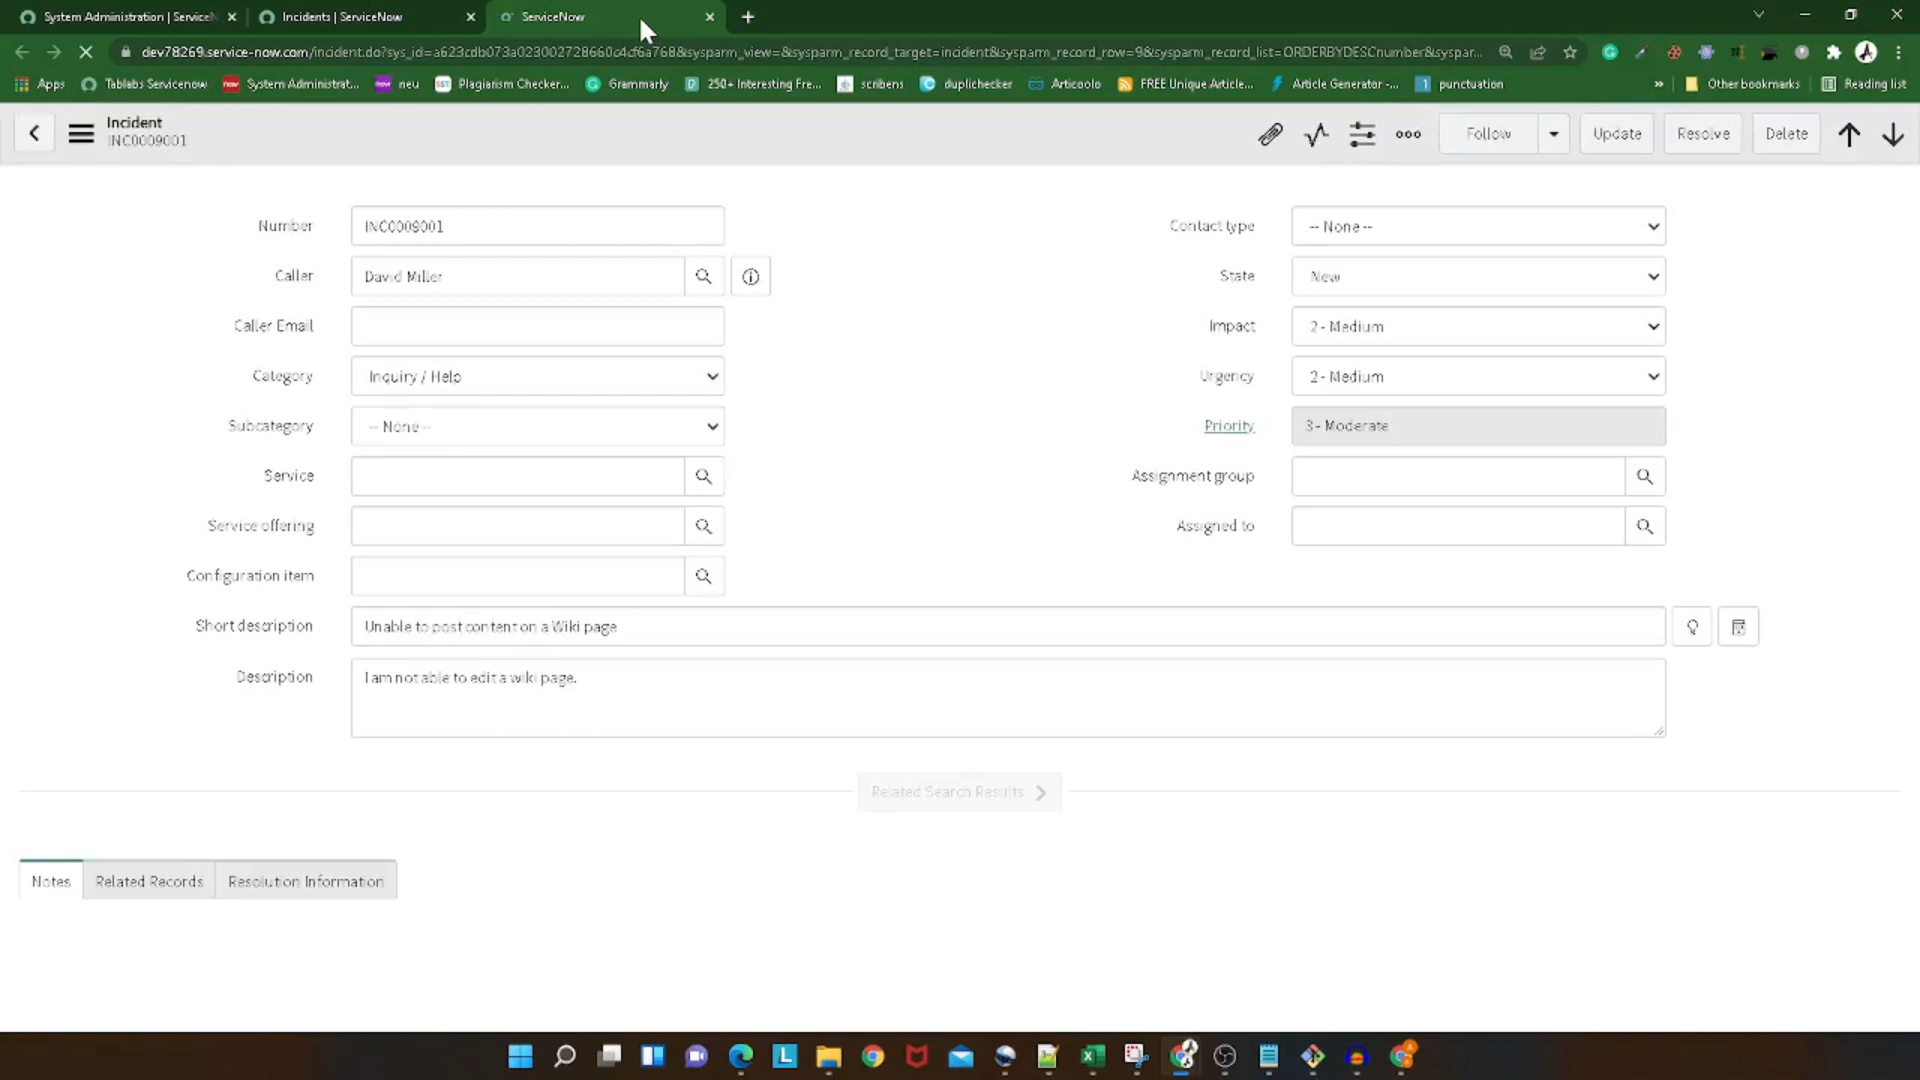 System Administration | ServiceN
Incidents | ServiceNow
ServiceNow
dev78269.service-now.com/incident.do?sys_id=a623cdb073a023002728660c4cf6a768&sysparm_view=&sysparm_record_target=incident&sysparm_record_row=9&sysparm_record_list=ORDERBYDESCnumber&syspar...
Apps
Tablabs Servicenow
System Administrat...
neu
Plagiarism Checker...
Grammarly
250+ Interesting Fre...
scribens
duplichecker
Articoolo
FREE Unique Article...
Article Generator -...
punctuation
»
Other bookmarks
Reading list
Incident
INC0009001
Follow
Update
Resolve
Delete
Number
INC0009001
Contact type
-- None --
Caller
David Miller
State
New
Caller Email
Impact
2 - Medium
Category
Inquiry / Help
Urgency
2 - Medium
Subcategory
-- None --
Priority
3 - Moderate
Service
Assignment group
Service offering
Assigned to
Configuration item
Short description
Unable to post content on a Wiki page
Description
I am not able to edit a wiki page.
Related Search Results
Notes
Related Records
Resolution Information